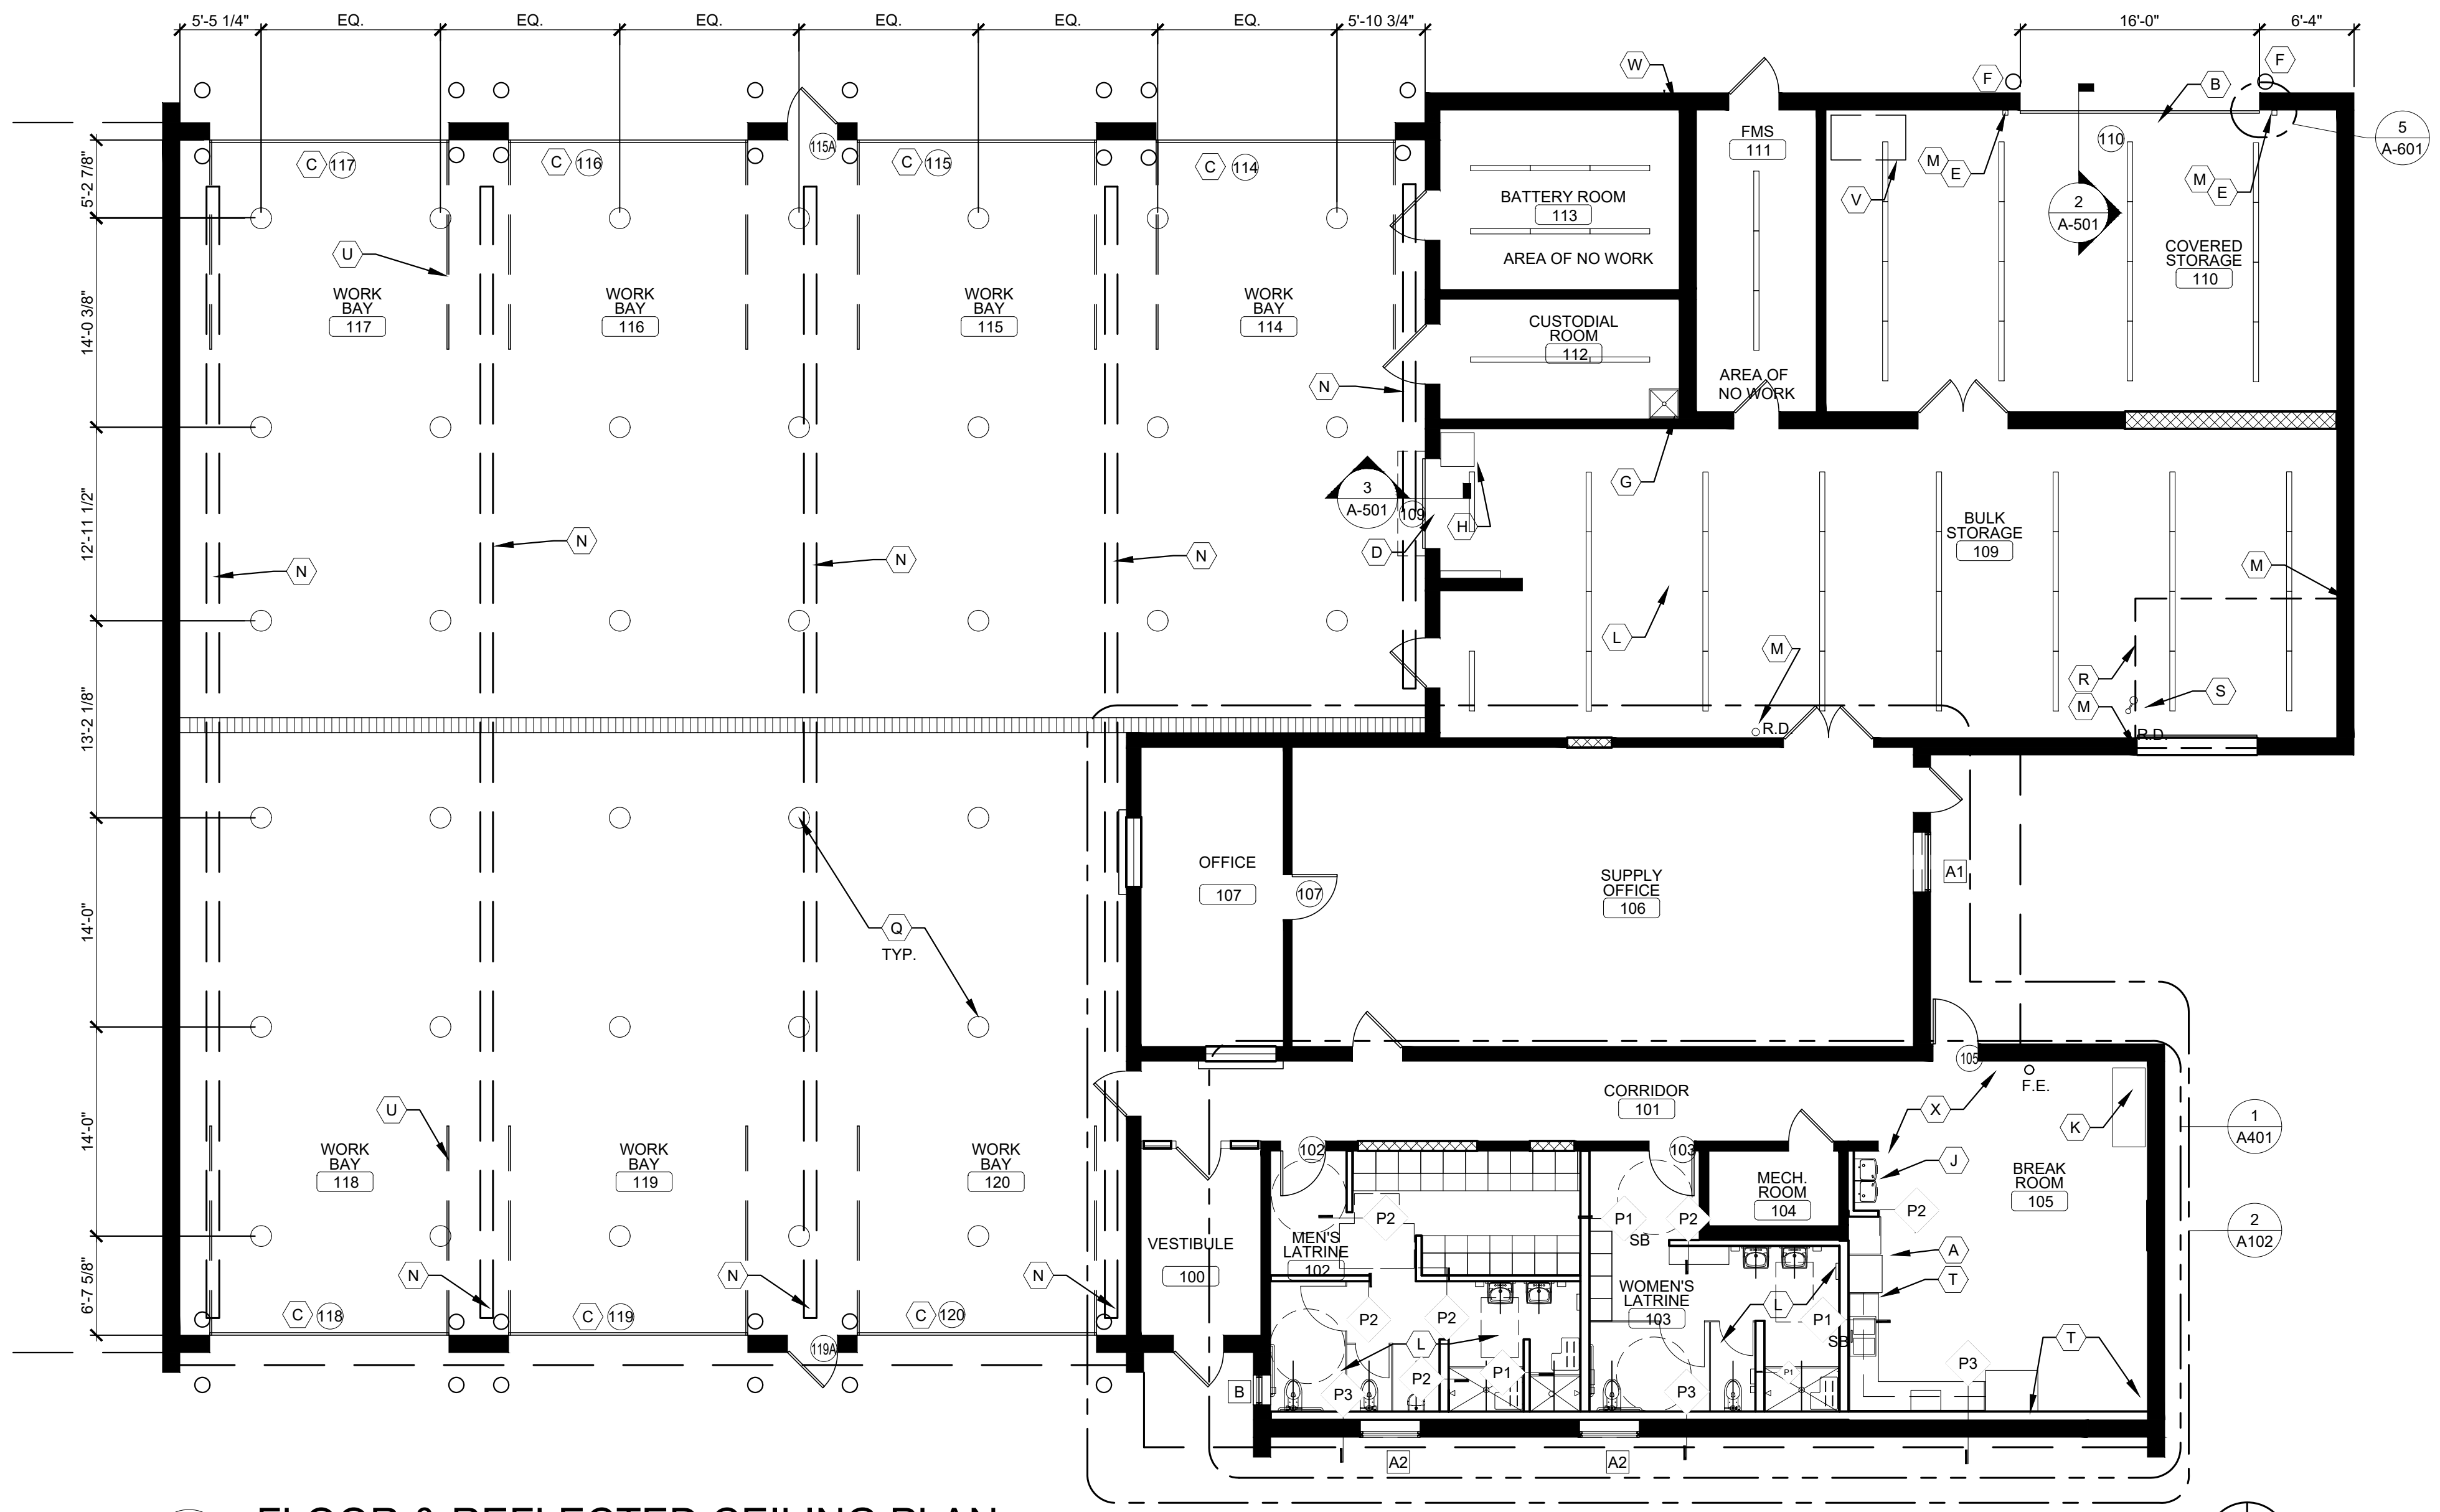 5'-5 1/4" EQ. EQ. EQ. EQ. EQ. EQ. 5'-10 3/4" 16'-0" 6'-4"
W F F B
5
A-601
C 117 C 116 115A C 115 C 114
FMS
111
110
M E
M E
V
2
A-501
5'-2 7/8"
BATTERY ROOM
113
AREA OF NO WORK
COVERED
STORAGE
110
U
WORK
BAY
117
WORK
BAY
116
WORK
BAY
115
WORK
BAY
114
14'-0 3/8"
CUSTODIAL
ROOM
112
AREA OF
NO WORK
N
G
3
A-501
109
H
D
12'-11 1/2"
N N N N
BULK
STORAGE
109
M
L
M
R
S
M
R.D.
R.D.
13'-2 1/8"
OFFICE
107
107
SUPPLY
OFFICE
106
A1
Q
TYP.
14'-0"
105
F.E.
CORRIDOR
101
X
K
1
A401
U
14'-0"
WORK
BAY
118
WORK
BAY
119
WORK
BAY
120
102
103
MECH.
ROOM
104
J
BREAK
ROOM
105
P2
P1
P2
P2
SB
2
A102
VESTIBULE
100
MEN'S
LATRINE
102
WOMEN'S
LATRINE
103
A
T
N N N
L
6'-7 5/8"
C 118 C 119 C 120
P2
P2
P1
SB
119A
L
T
P3
P2
P1
P3
P1
P3
B
A2
A2
FLOOR & REFLECTED CEILING PLAN